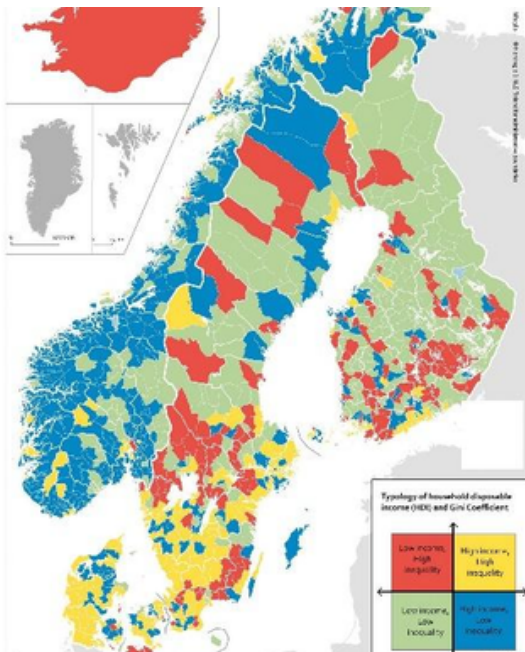 Typology of household disposable
income (HDI) and Gini Coefficient
Low income,
High
inequality
High income,
High
inequality
Low income,
Low
inequality
High income,
Low
inequality